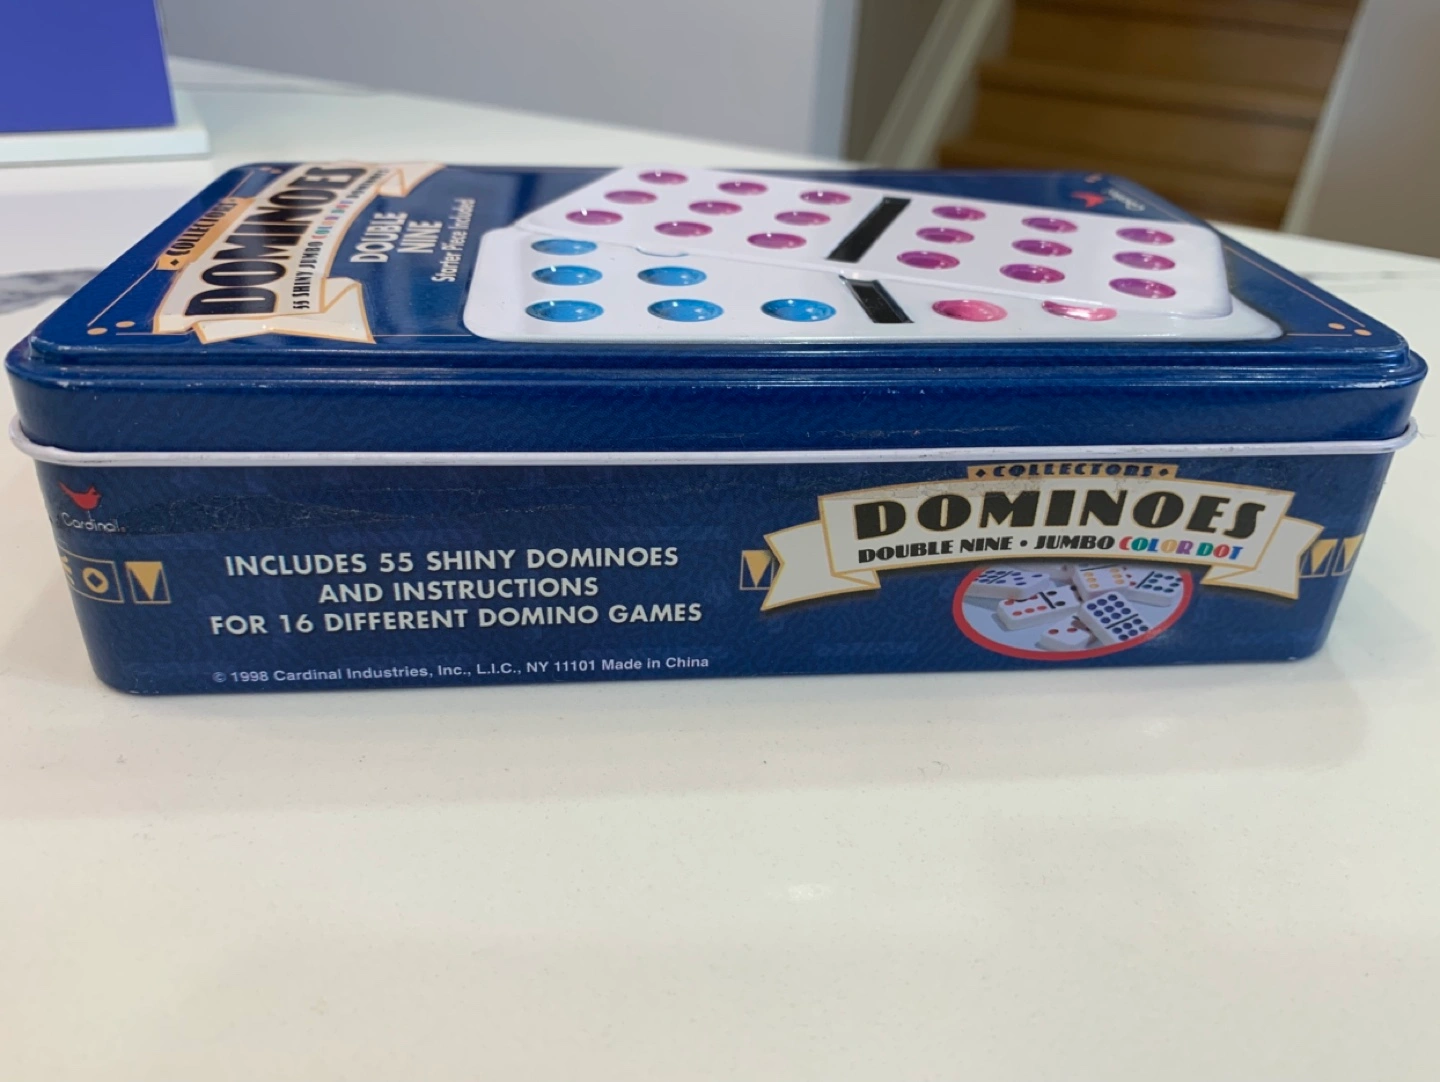 COLLECTORS
DOMINOES
55 SHINY JUMBO COLOR DOT DOMINOES
DOUBLE
NINE
Starter Piece Included
Cardinal
Cardinal
INCLUDES 55 SHINY DOMINOES
AND INSTRUCTIONS
FOR 16 DIFFERENT DOMINO GAMES
© 1998 Cardinal Industries, Inc., L.I.C., NY 11101 Made in China
COLLECTORS
DOMINOES
DOUBLE NINE • JUMBO COLOR DOT